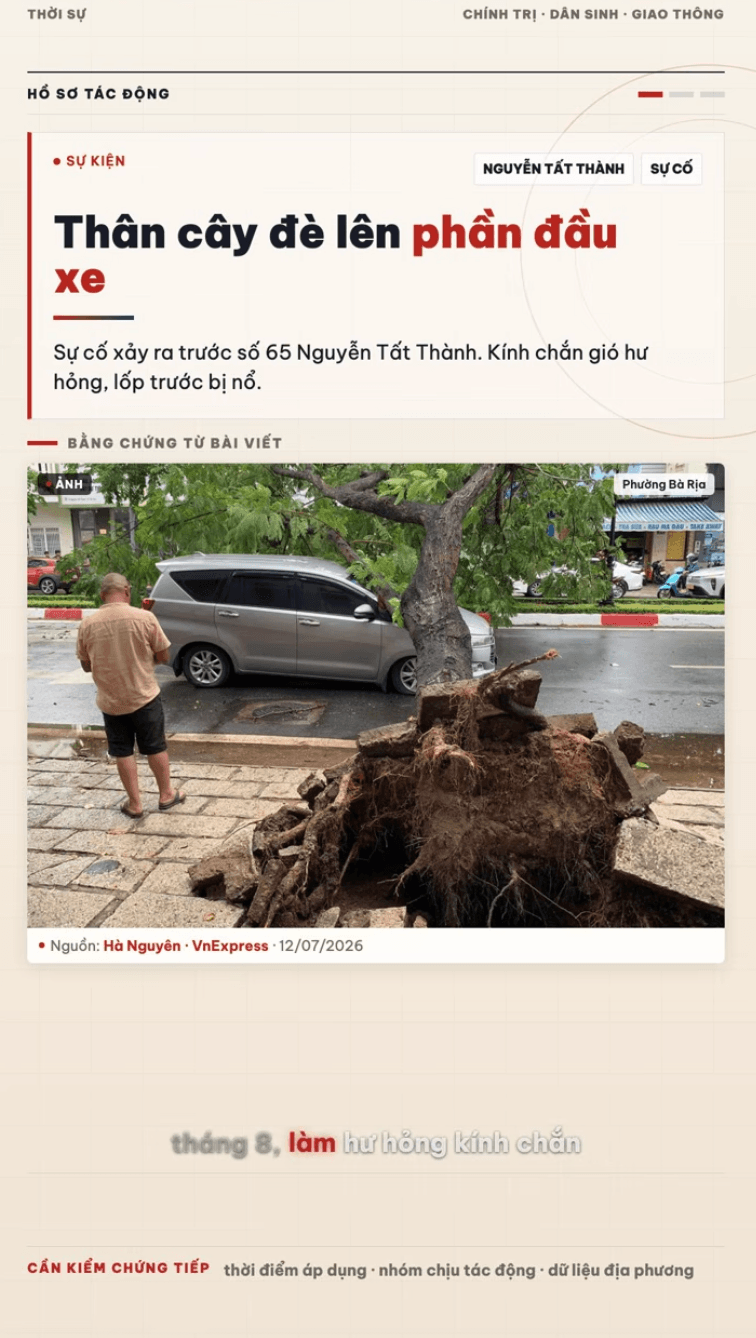 THỜI SỰ
CHÍNH TRỊ · DÂN SINH · GIAO THÔNG
HỒ SƠ TÁC ĐỘNG
SỰ KIỆN
NGUYỄN TẤT THÀNH
SỰ CỐ
Thân cây đè lên phần đầu
xe
Sự cố xảy ra trước số 65 Nguyễn Tất Thành. Kính chắn gió hư
hỏng, lốp trước bị nổ.
BẰNG CHỨNG TỪ BÀI VIẾT
ẢNH
Phường Bà Rịa
Nguồn: Hà Nguyên · VnExpress · 12/07/2026
tháng 8, làm hư hỏng kính chắn
CẦN KIỂM CHỨNG TIẾP
thời điểm áp dụng · nhóm chịu tác động · dữ liệu địa phương